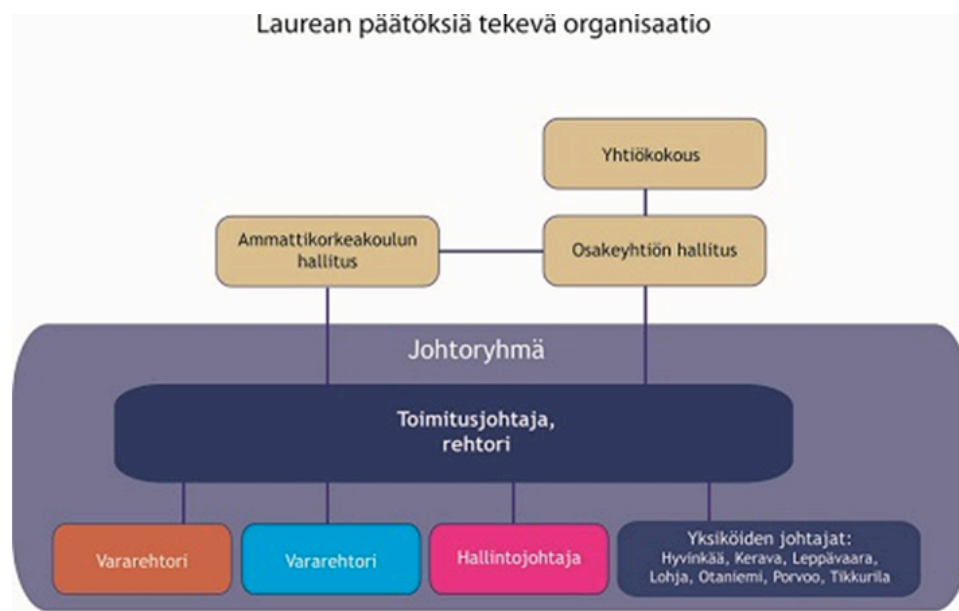 Laurean päätöksiä tekevä organisaatio
Yhtiökokous
Ammattikorkeakoulun
hallitus
Osakeyhtiön hallitus
Johtoryhmä
Toimitusjohtaja,
rehtori
Vararehtori
Vararehtori
Hallintojohtaja
Yksiköiden johtajat:
Hyvinkää, Kerava, Leppävaara,
Lohja, Otaniemi, Porvoo, Tikkurila